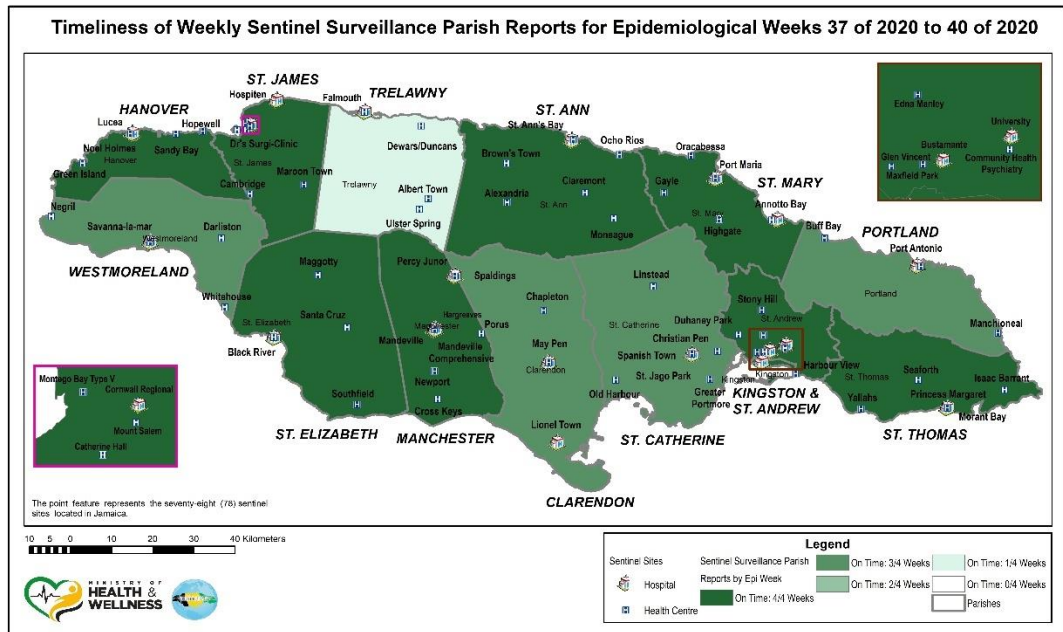 Timeliness of Weekly Sentinel Surveillance Parish Reports for Epidemiological Weeks 37 of 2020 to 40 of 2020
ST. JAMES
Hospiten
TRELAWNY
Falmouth
HANOVER
Lucea
Hopewell
Noel Holmes
Hanover
Sandy Bay
Green Island
Dr's Surgi-Clinic
St. James
Maroon Town
Cambridge
Dewars/Duncans
Trelawny
Albert Town
Ulster Spring
ST. ANN
St. Ann's Bay
Ocho Rios
Brown's Town
Claremont
Alexandria
St. Ann
Moneague
Oracabessa
Port Maria
Gayle
ST. MARY
St. Mary
Annotto Bay
Highgate
Buff Bay
PORTLAND
Port Antonio
Portland
Manchioneal
Edna Manley
University
Bustamante
Glen Vincent
Community Health
Psychiatry
Maxfield Park
Negril
Savanna-la-mar
Darliston
Westmoreland
WESTMORELAND
Whitehouse
Maggotty
St. Elizabeth
Santa Cruz
Black River
Southfield
ST. ELIZABETH
Percy Junor
Spaldings
Hargreaves
Manchester
Mandeville
Porus
Mandeville
Comprehensive
Newport
Cross Keys
MANCHESTER
Chapleton
May Pen
Clarendon
Lionel Town
CLARENDON
Linstead
St. Catherine
Spanish Town
Christian Pen
St. Jago Park
Old Harbour
Greater
Portmore
ST. CATHERINE
Stony Hill
St. Andrew
Duhaney Park
Kingston
Kingston
Harbour View
KINGSTON &
ST. ANDREW
St. Thomas
Seaforth
Isaac Barrant
Yallahs
Princess Margaret
Morant Bay
ST. THOMAS
Montego Bay Type V
Cornwall Regional
Mount Salem
Catherine Hall
The point feature represents the seventy-eight (78) sentinel
sites located in Jamaica.
10 5 0 10 20 30 40 Kilometers
MINISTRY OF
HEALTH &
WELLNESS
Legend
Sentinel Sites
Hospital
Health Centre
Sentinel Surveillance Parish
Reports by Epi Week
On Time: 4/4 Weeks
On Time: 3/4 Weeks
On Time: 2/4 Weeks
On Time: 1/4 Weeks
On Time: 0/4 Weeks
Parishes